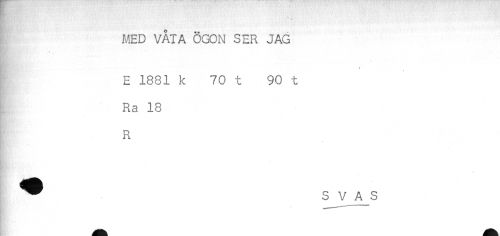 MED VÅTA ÖGON SER JAG
E 1881 k 70 t 90 t
Ra 18
R
S V A S